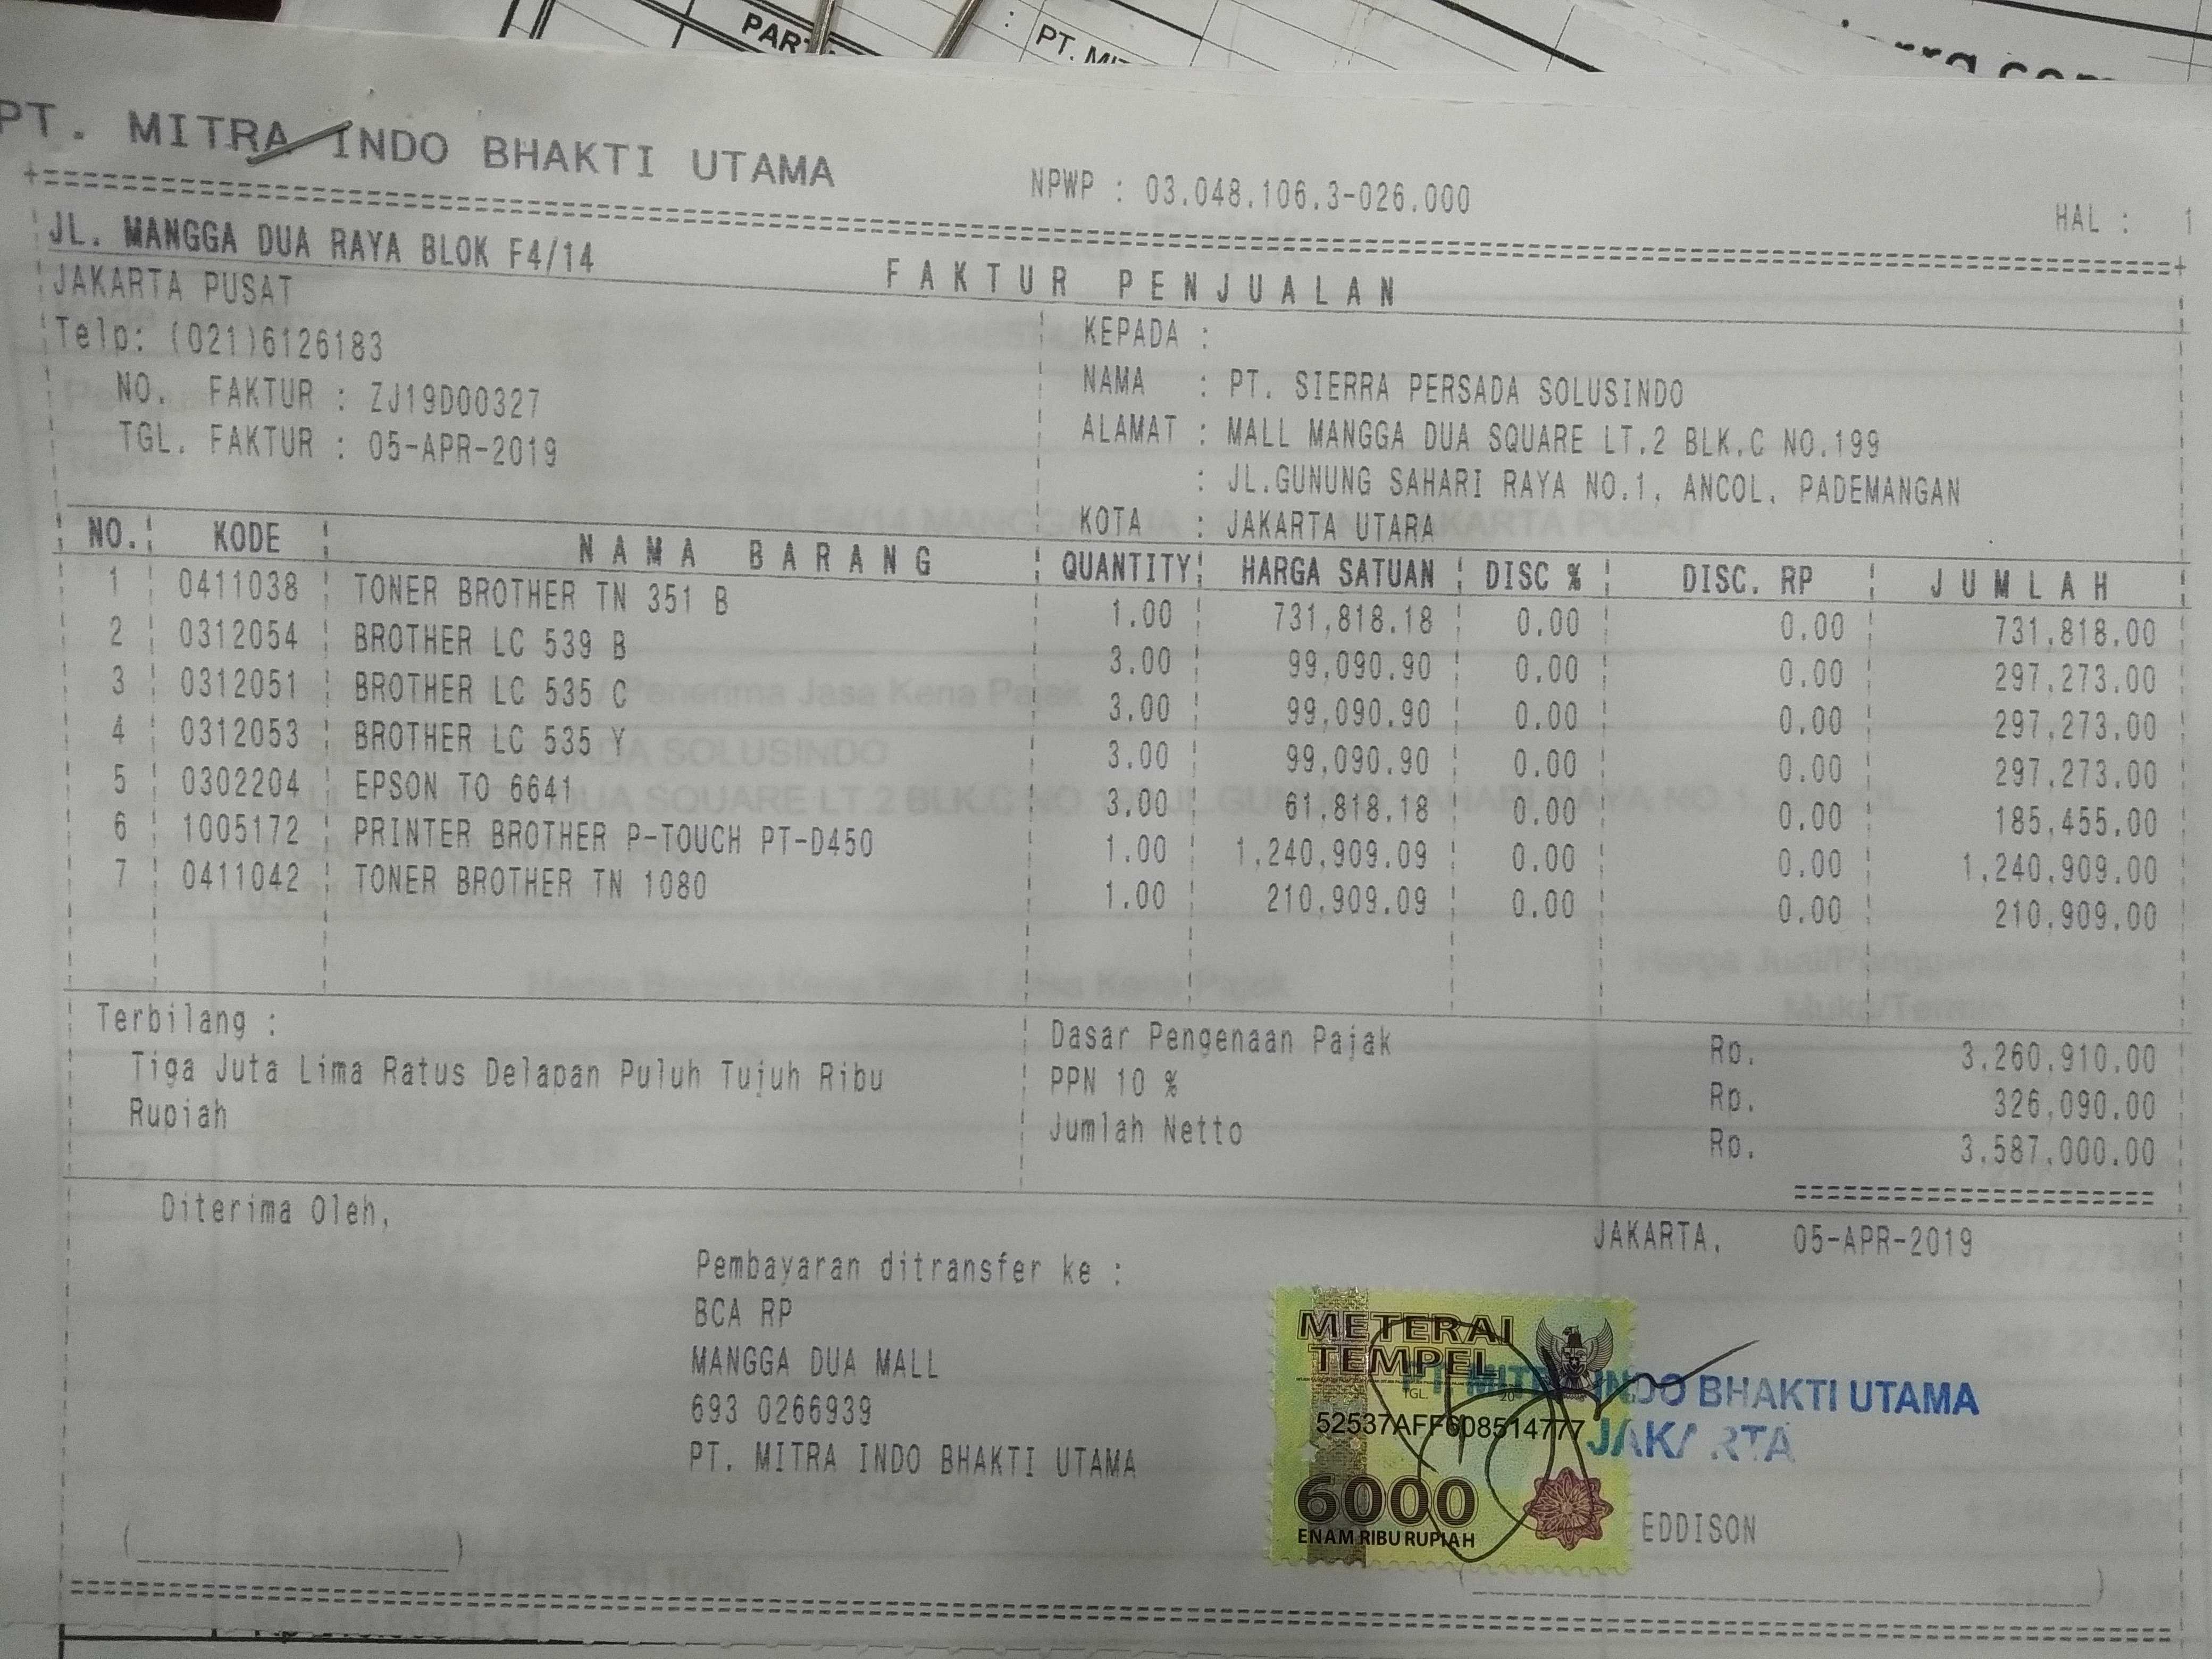 PART
: PT. MIT
PT. MITRA INDO BHAKTI UTAMA
NPWP : 03.048.106.3-026.000
HAL : 1
JL. MANGGA DUA RAYA BLOK F4/14
JAKARTA PUSAT
Telp: (021)6126183
FAKTUR PENJUALAN
NO. FAKTUR : ZJ19D00327
TGL. FAKTUR : 05-APR-2019
KEPADA :
NAMA : PT. SIERRA PERSADA SOLUSINDO
ALAMAT : MALL MANGGA DUA SQUARE LT.2 BLK.C NO.199
: JL.GUNUNG SAHARI RAYA NO.1, ANCOL, PADEMANGAN
KOTA : JAKARTA UTARA
NO. KODE NAMA BARANG QUANTITY HARGA SATUAN DISC % DISC. RP JUMLAH
1 0411038 TONER BROTHER TN 351 B 1.00 731,818.18 0.00 0.00 731,818.00
2 0312054 BROTHER LC 539 B 3.00 99,090.90 0.00 0.00 297,273.00
3 0312051 BROTHER LC 535 C 3.00 99,090.90 0.00 0.00 297,273.00
4 0312053 BROTHER LC 535 Y 3.00 99,090.90 0.00 0.00 297,273.00
5 0302204 EPSON TO 6641 3.00 61,818.18 0.00 0.00 185,455.00
6 1005172 PRINTER BROTHER P-TOUCH PT-D450 1.00 1,240,909.09 0.00 0.00 1,240,909.00
7 0411042 TONER BROTHER TN 1080 1.00 210,909.09 0.00 0.00 210,909.00
Terbilang :
Tiga Juta Lima Ratus Delapan Puluh Tujuh Ribu
Rupiah
Dasar Pengenaan Pajak Rp. 3,260,910.00
PPN 10 % Rp. 326,090.00
Jumlah Netto Rp. 3,587,000.00
Diterima Oleh,
JAKARTA, 05-APR-2019
Pembayaran ditransfer ke :
BCA RP
MANGGA DUA MALL
693 0266939
PT. MITRA INDO BHAKTI UTAMA
METERAI
TEMPEL
TGL. 20
52537AFF608514777
6000
ENAM RIBU RUPIAH
PT MITRA INDO BHAKTI UTAMA
JAKARTA
EDDISON